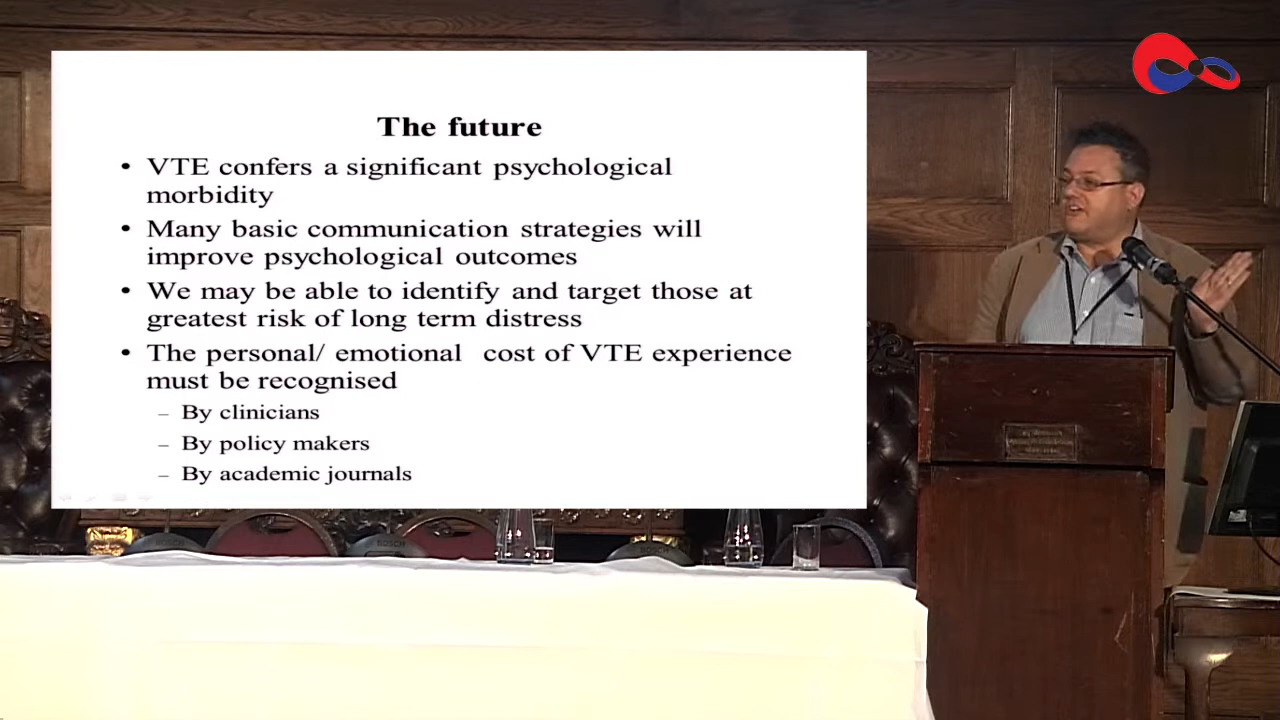 The future
• VTE confers a significant psychological
morbidity
• Many basic communication strategies will
improve psychological outcomes
• We may be able to identify and target those at
greatest risk of long term distress
• The personal/ emotional cost of VTE experience
must be recognised
– By clinicians
– By policy makers
– By academic journals